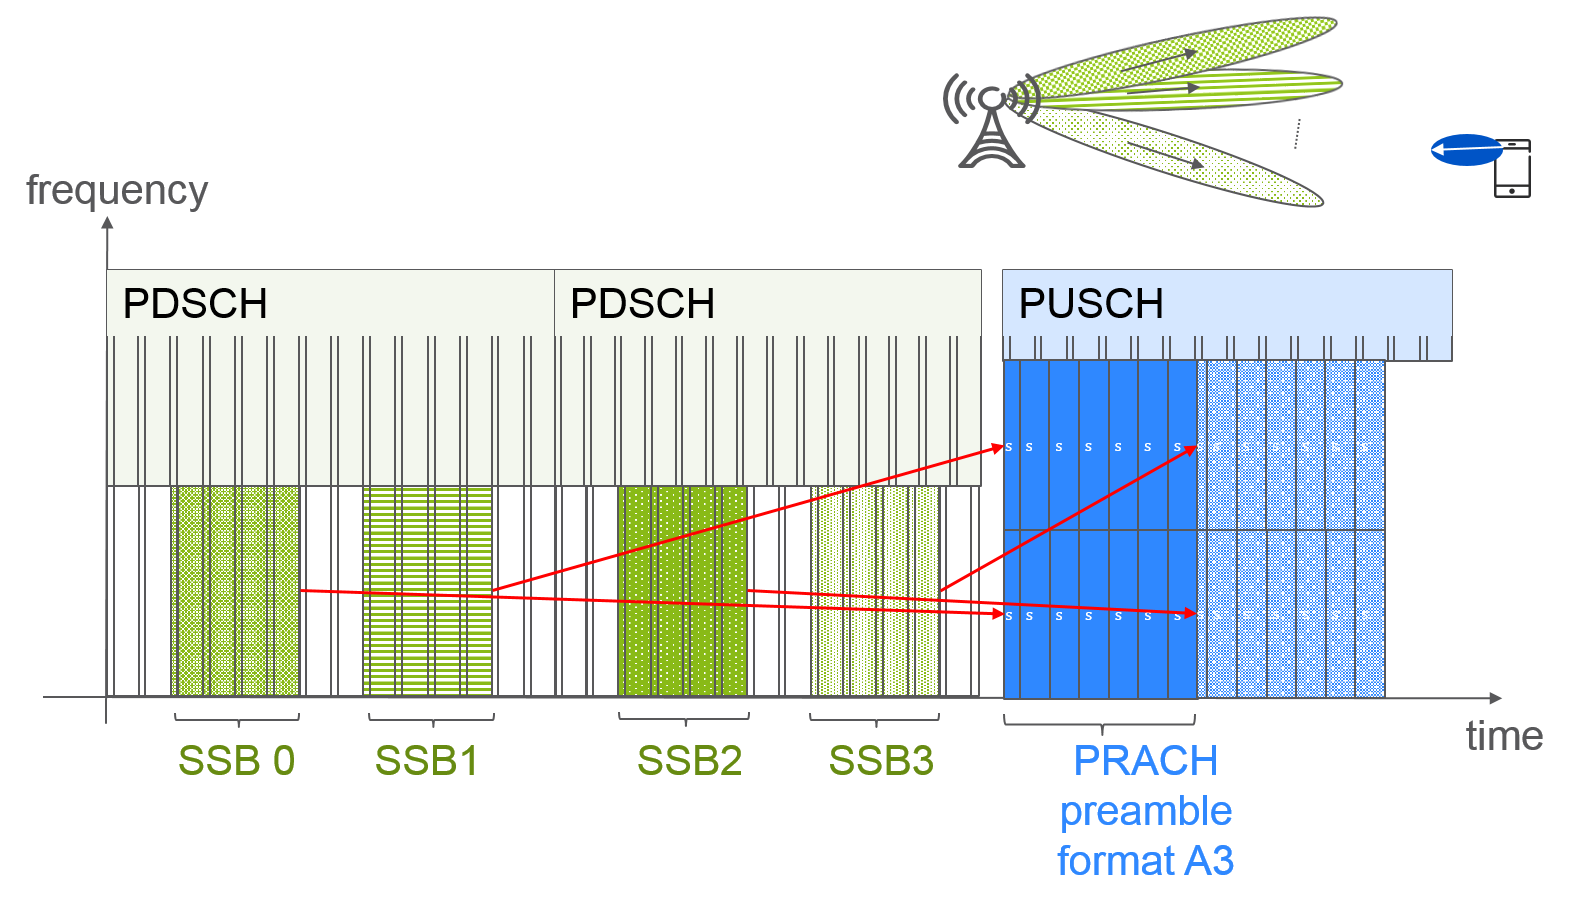 frequency
PDSCH
PDSCH
PUSCH
s s s s s s s
s s s s s s s
SSB 0
SSB1
SSB2
SSB3
PRACH
preamble
format A3
time